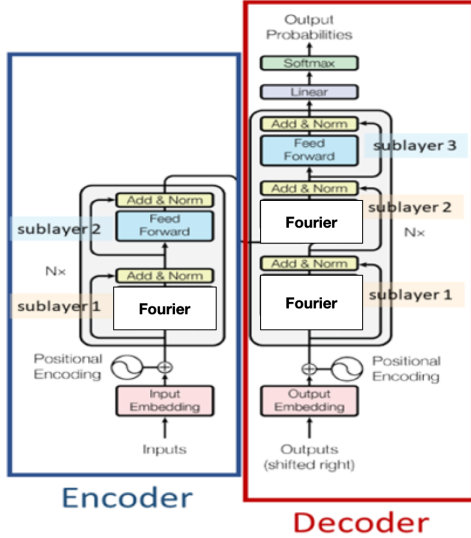 Output
Probabilities
Softmax
Linear
Add & Norm
Feed
Forward
sublayer 3
Add & Norm
sublayer 2
Fourier
Nx
Add & Norm
sublayer 1
Fourier
Positional
Encoding
Output
Embedding
Outputs
(shifted right)
Decoder
Add & Norm
Feed
Forward
sublayer 2
Nx
Add & Norm
sublayer 1
Fourier
Positional
Encoding
Input
Embedding
Inputs
Encoder